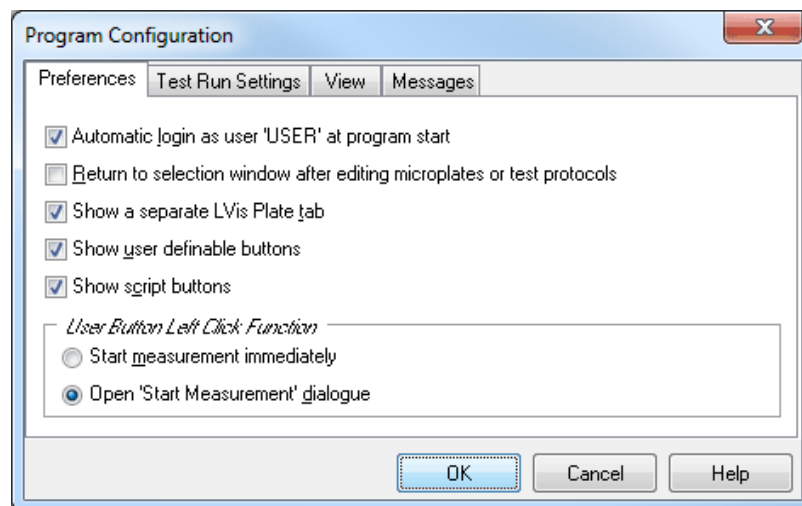 Program Configuration
Preferences Test Run Settings View Messages
Automatic login as user 'USER' at program start
Return to selection window after editing microplates or test protocols
Show a separate LVis Plate tab
Show user definable buttons
Show script buttons
User Button Left Click Function
Start measurement immediately
Open 'Start Measurement' dialogue
OK Cancel Help